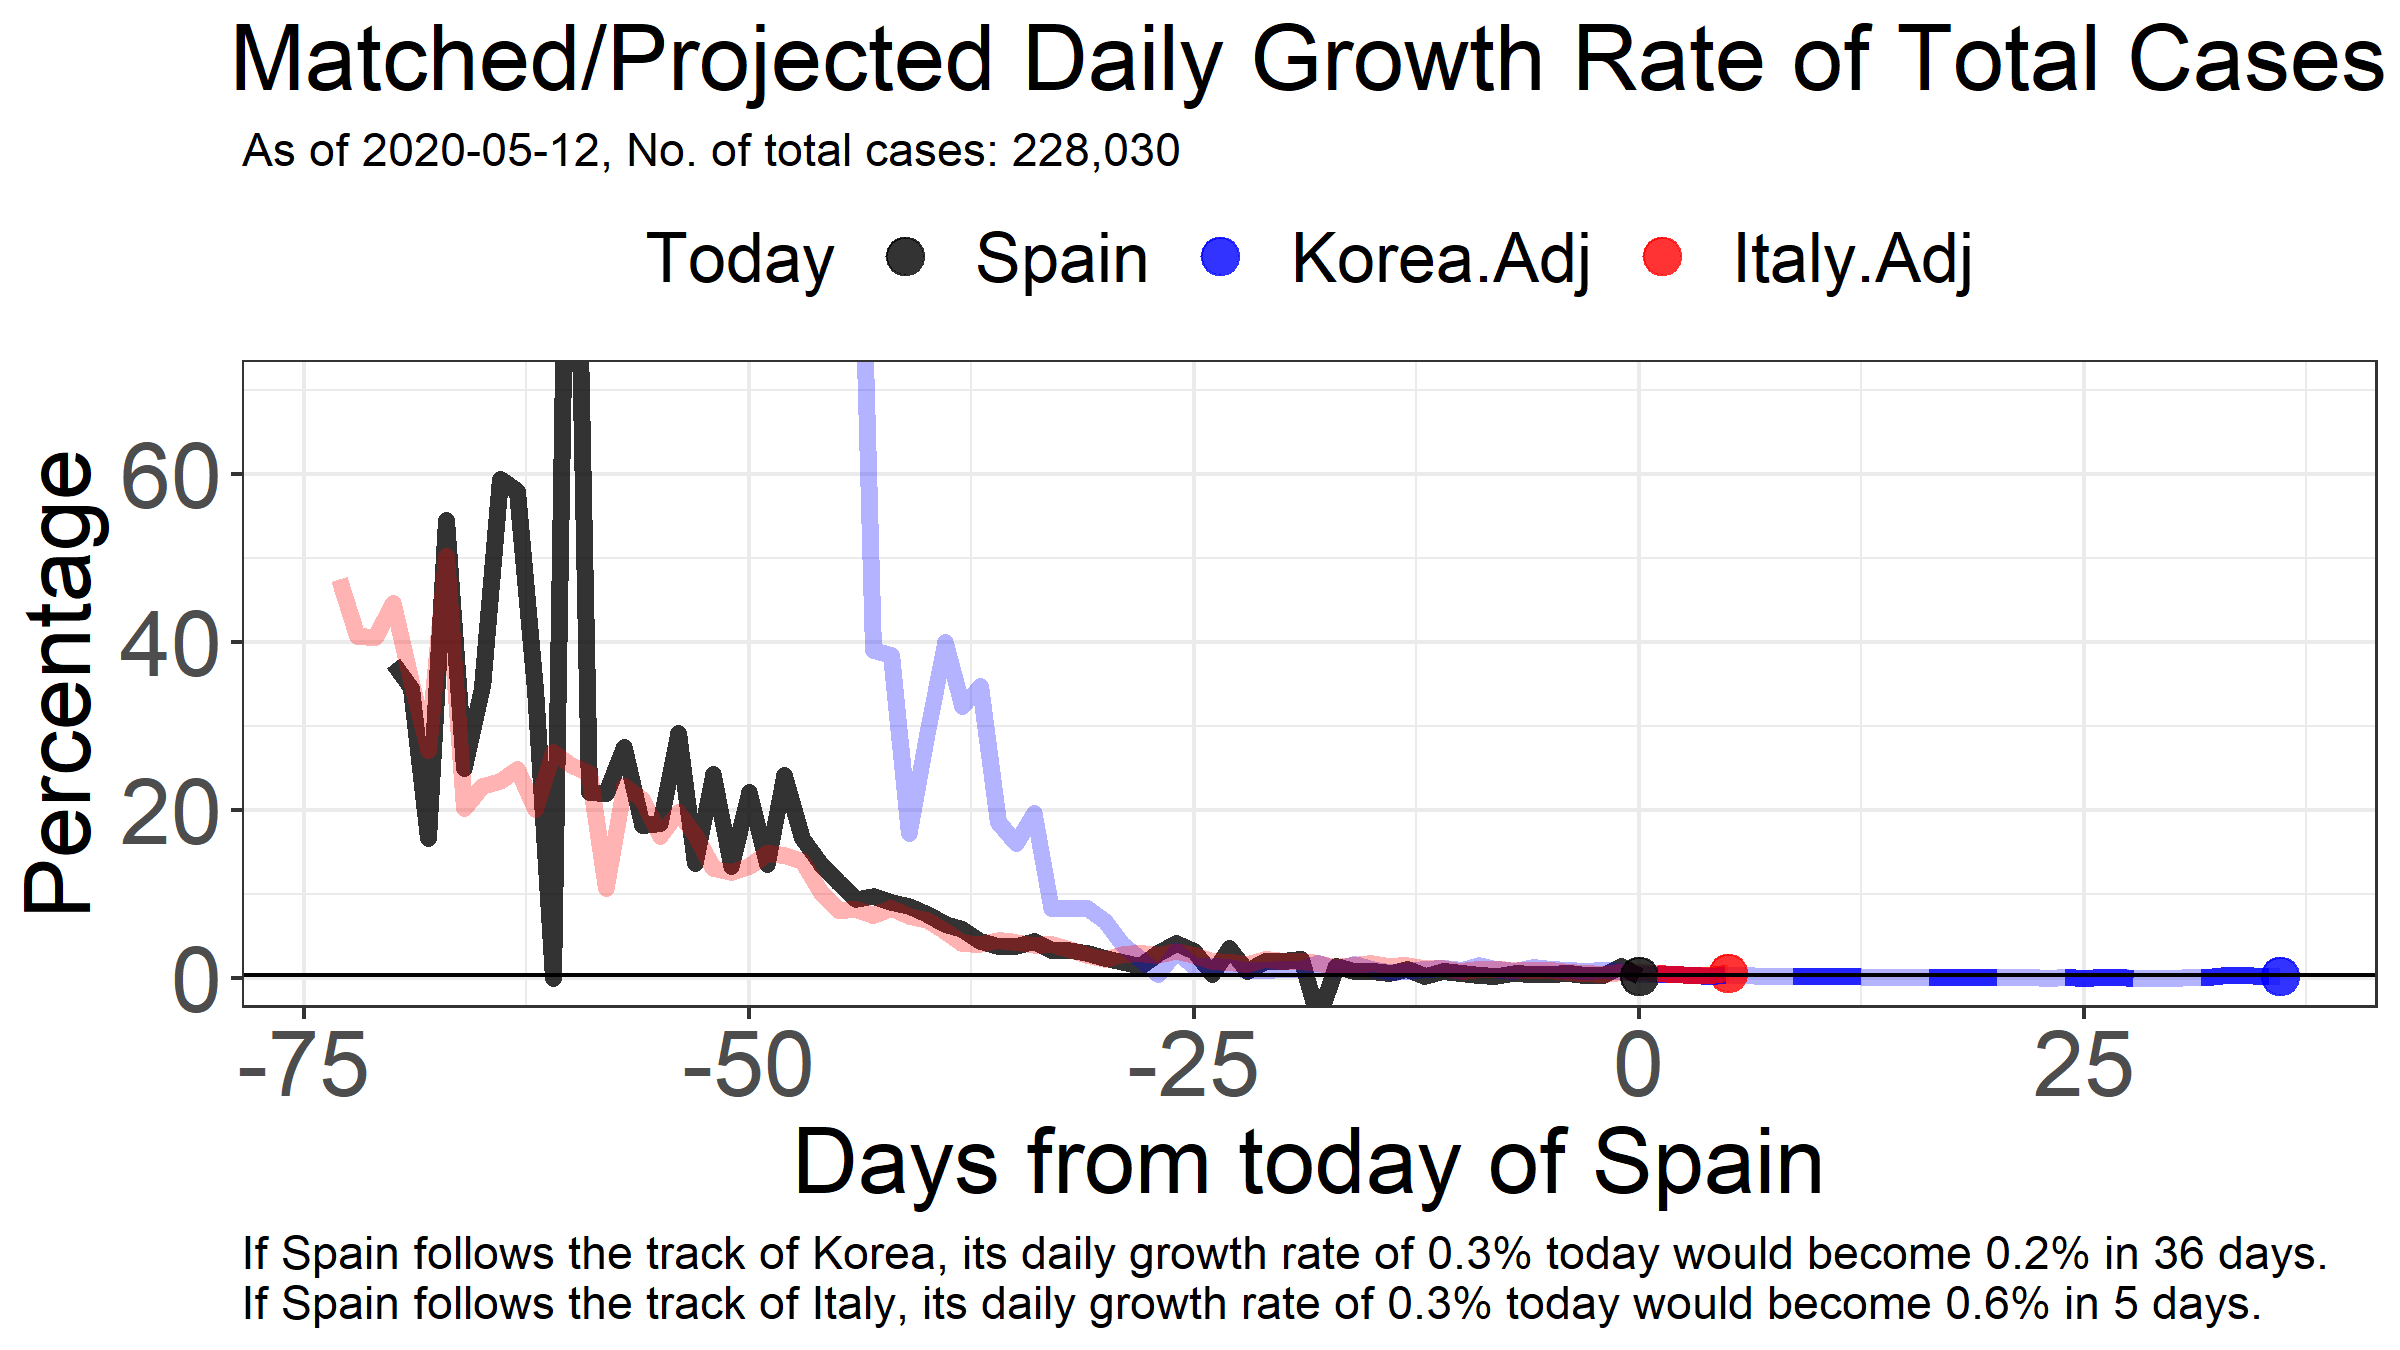 Matched/Projected Daily Growth Rate of Total Cases
As of 2020-05-12, No. of total cases: 228,030
Today Spain Korea.Adj Italy.Adj
Percentage
60
40
20
0
-75 -50 -25 0 25
Days from today of Spain
If Spain follows the track of Korea, its daily growth rate of 0.3% today would become 0.2% in 36 days.
If Spain follows the track of Italy, its daily growth rate of 0.3% today would become 0.6% in 5 days.